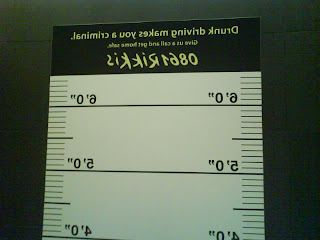 Drunk driving makes you a criminal.
Give us a call and get home safe.
0861RIKKIS
6'0" 6'0"
5'0" 5'0"
4'0" 4'0"